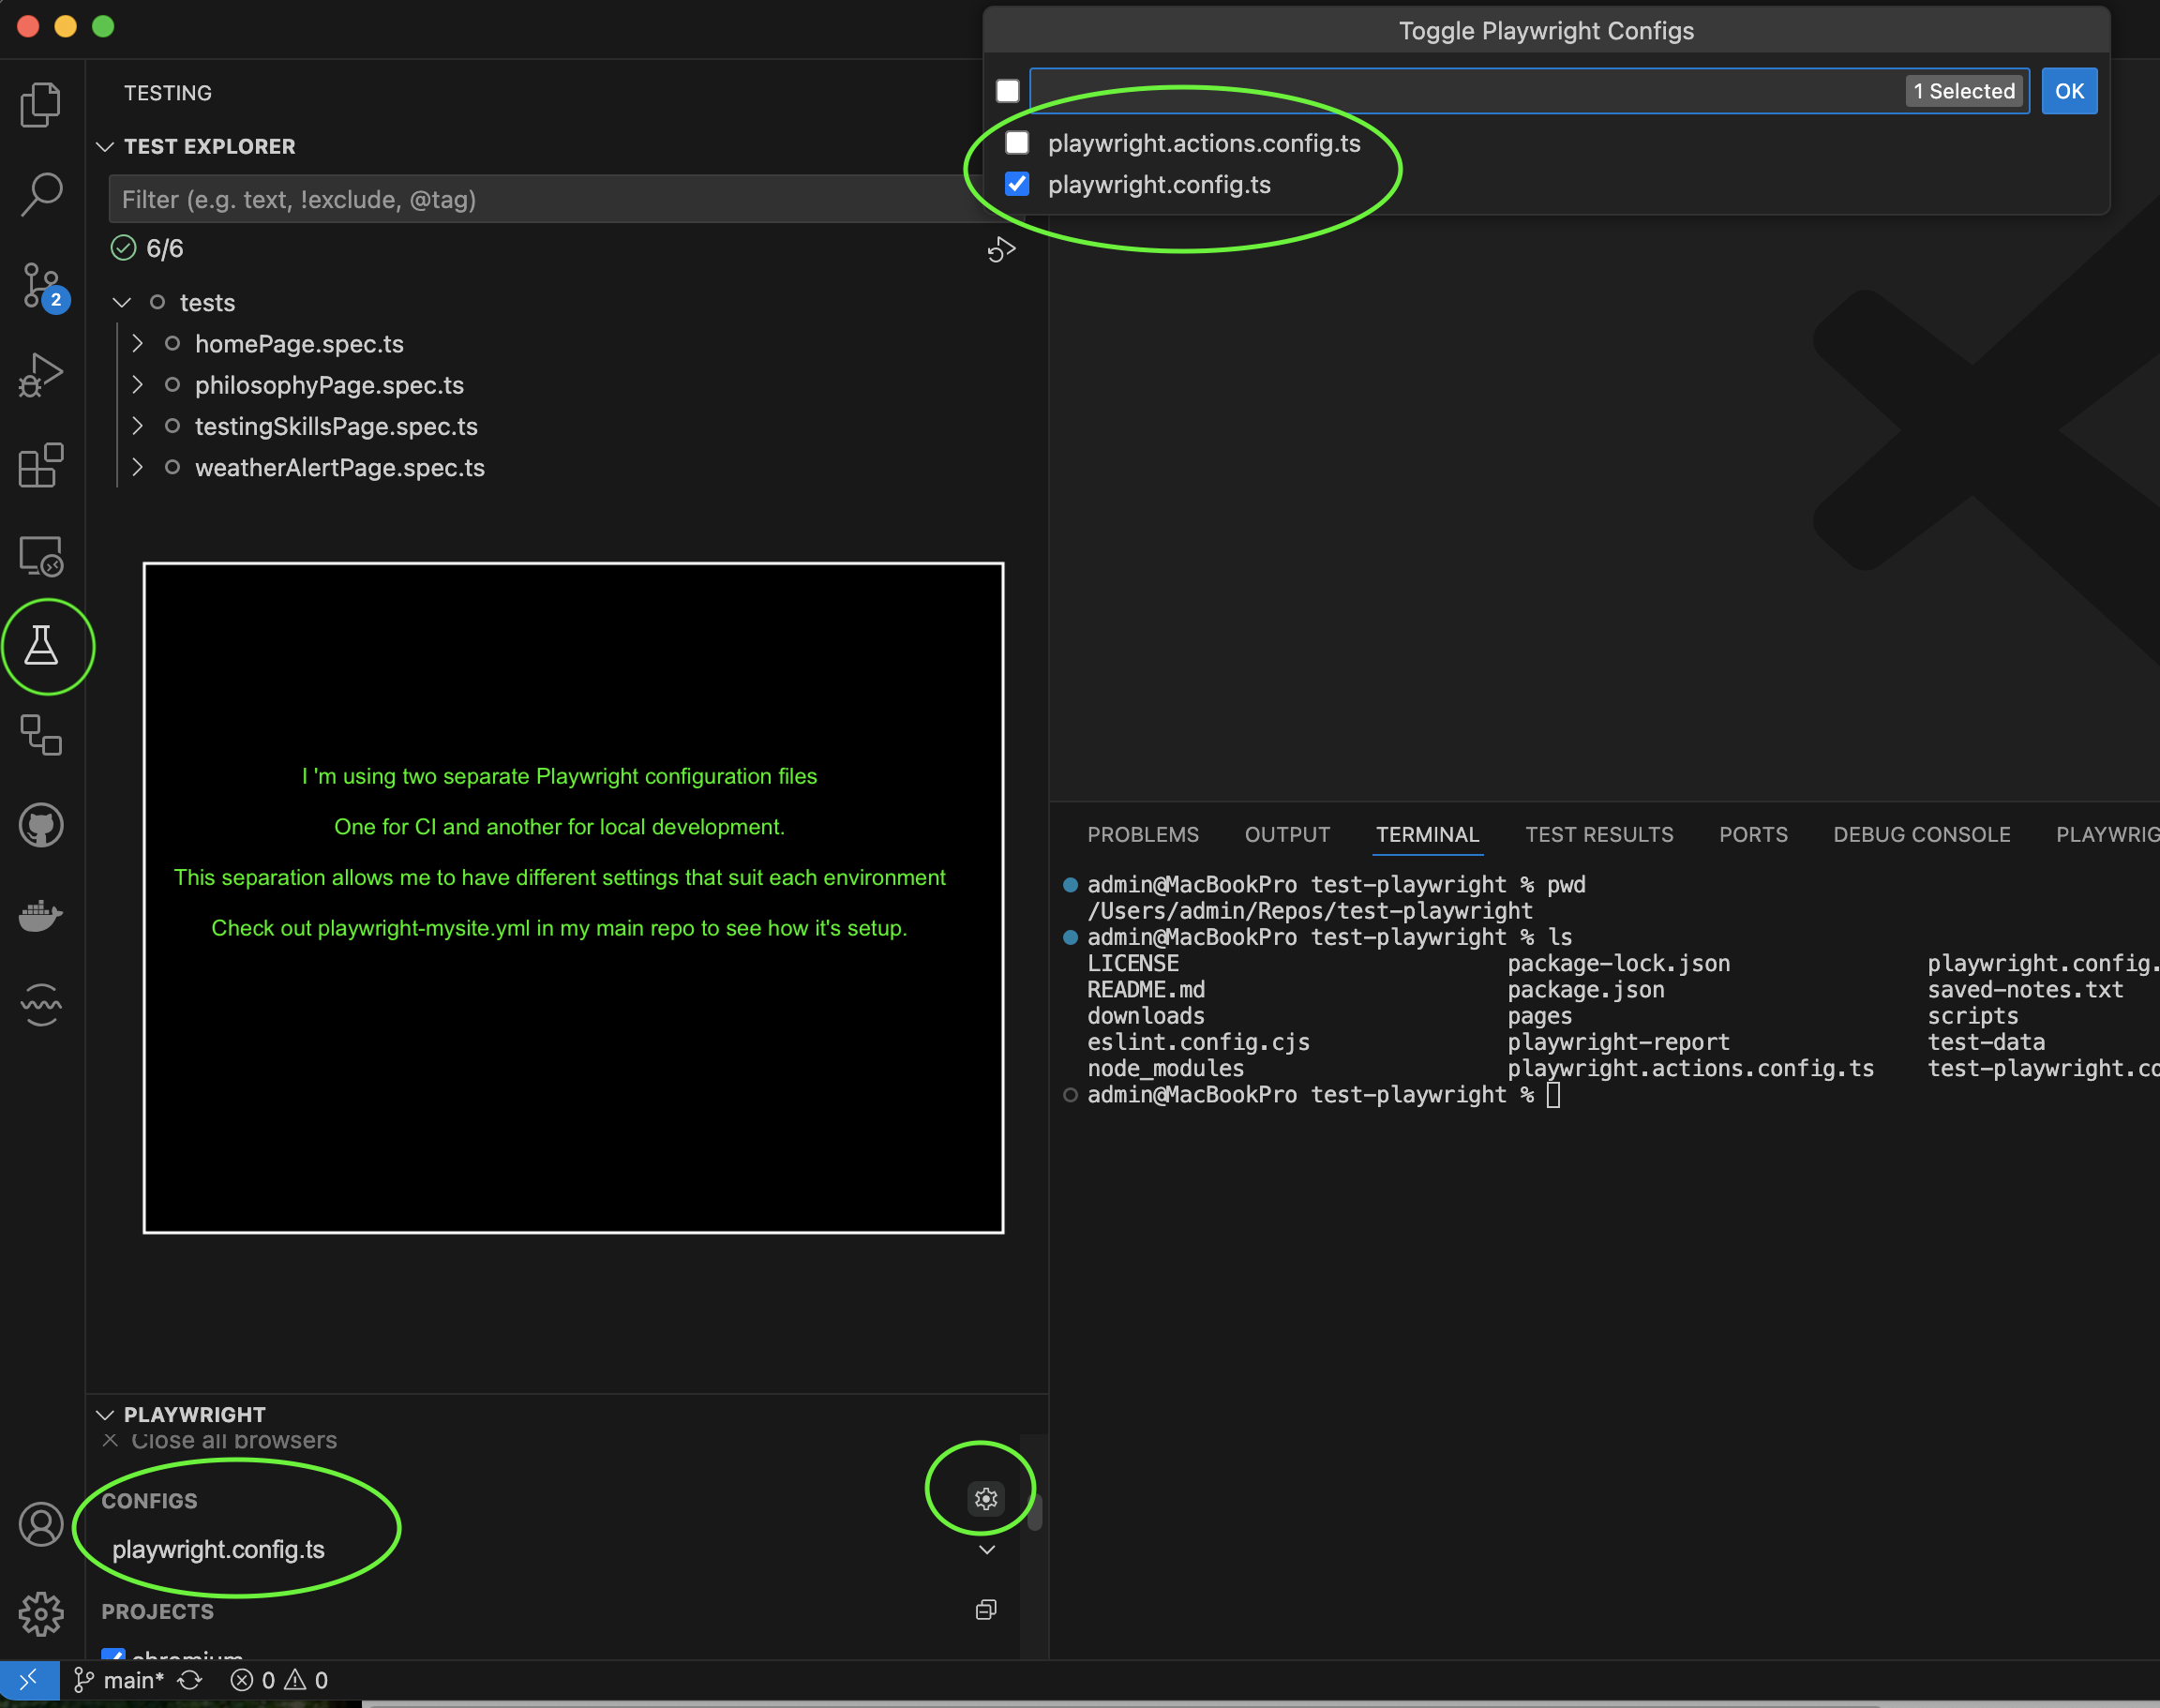 Toggle Playwright Configs
1 Selected
OK
playwright.actions.config.ts
playwright.config.ts
TESTING
TEST EXPLORER
Filter (e.g. text, !exclude, @tag)
6/6
2
tests
homePage.spec.ts
philosophyPage.spec.ts
testingSkillsPage.spec.ts
weatherAlertPage.spec.ts
I 'm using two separate Playwright configuration files
One for CI and another for local development.
This separation allows me to have different settings that suit each environment
Check out playwright-mysite.yml in my main repo to see how it's setup.
PROBLEMS OUTPUT TERMINAL TEST RESULTS PORTS DEBUG CONSOLE PLAYWRIG
admin@MacBookPro test-playwright % pwd
/Users/admin/Repos/test-playwright
admin@MacBookPro test-playwright % ls
LICENSE package-lock.json playwright.config.
README.md package.json saved-notes.txt
downloads pages scripts
eslint.config.cjs playwright-report test-data
node_modules playwright.actions.config.ts test-playwright.co
admin@MacBookPro test-playwright %
PLAYWRIGHT
Close all browsers
CONFIGS
playwright.config.ts
PROJECTS
chromium
main* 0 0